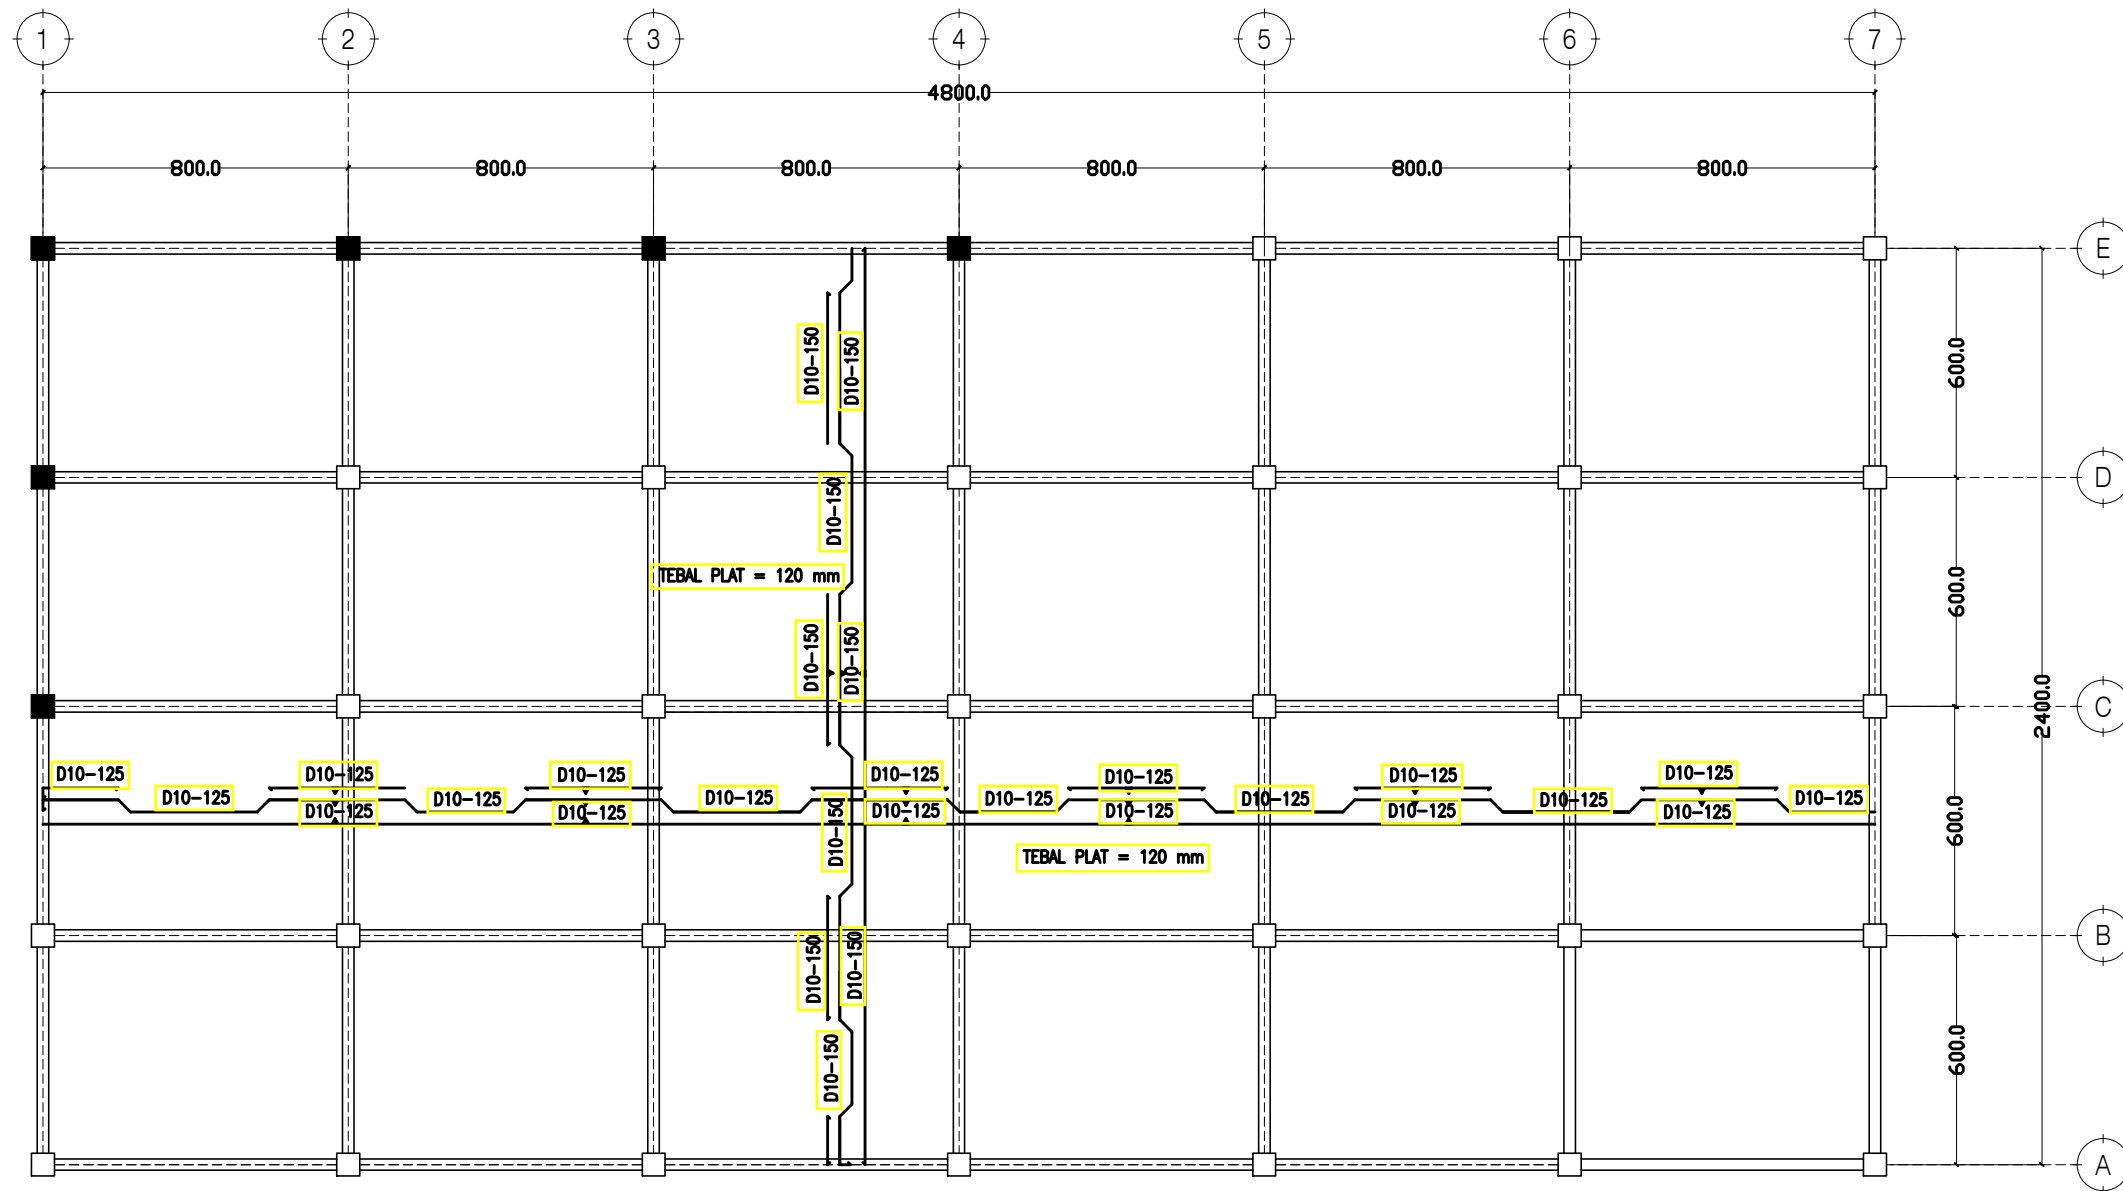 1 2 3 4 5 6 7
4800.0
800.0 800.0 800.0 800.0 800.0 800.0
E
D10-150 D10-150 600.0
D
D10-150
TEBAL PLAT = 120 mm 600.0
D10-150 D10-150
2400.0 C
D10-125 D10-125 D10-125 D10-125 D10-125 D10-125 D10-125
D10-125 D10-125 D10-125 D10-125 D10-125 D10-125 D10-125
D10-125 D10-125 D10-125 D10-125 D10-125 D10-125 600.0
D10-150
TEBAL PLAT = 120 mm
B
D10-150 D10-150
D10-150 600.0
A